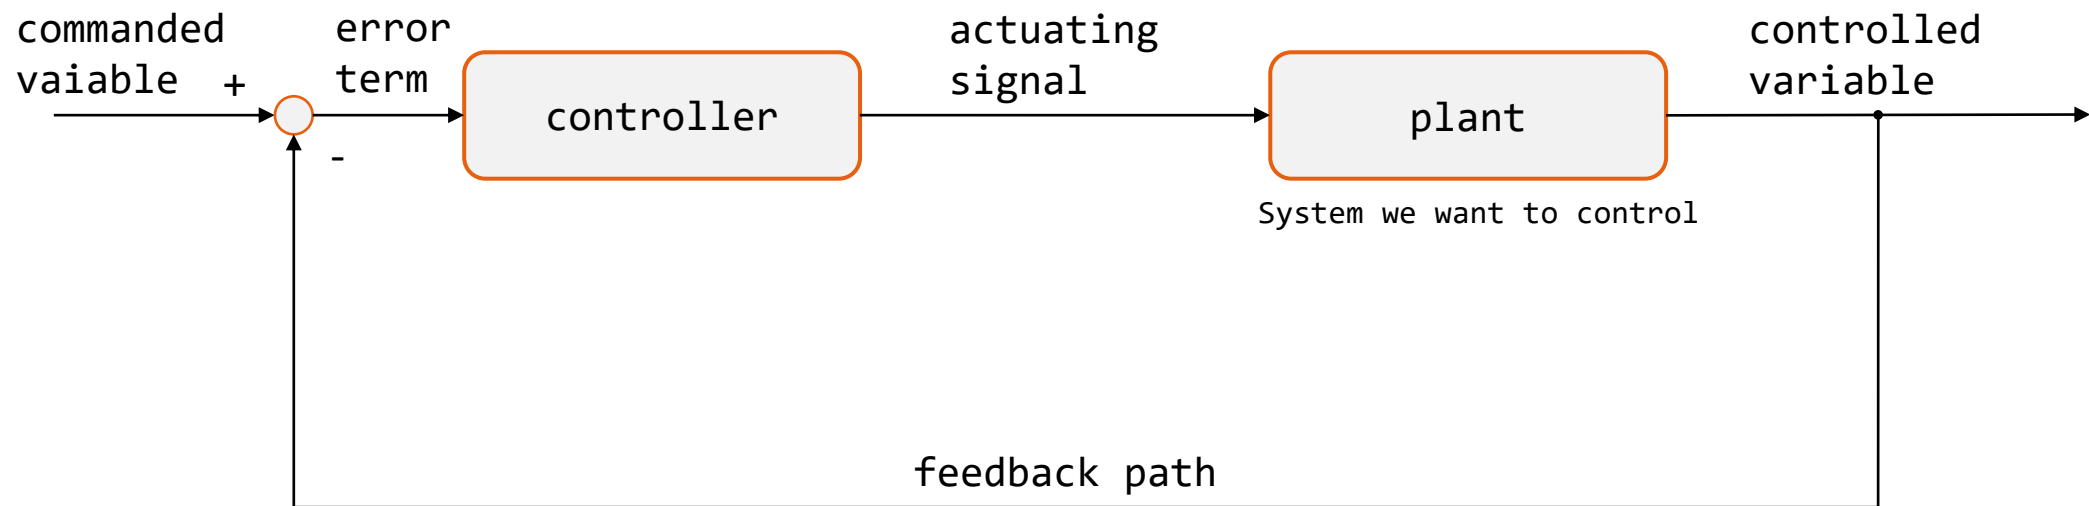 commanded
vaiable +
error
term
-
controller
actuating
signal
plant
System we want to control
controlled
variable
feedback path